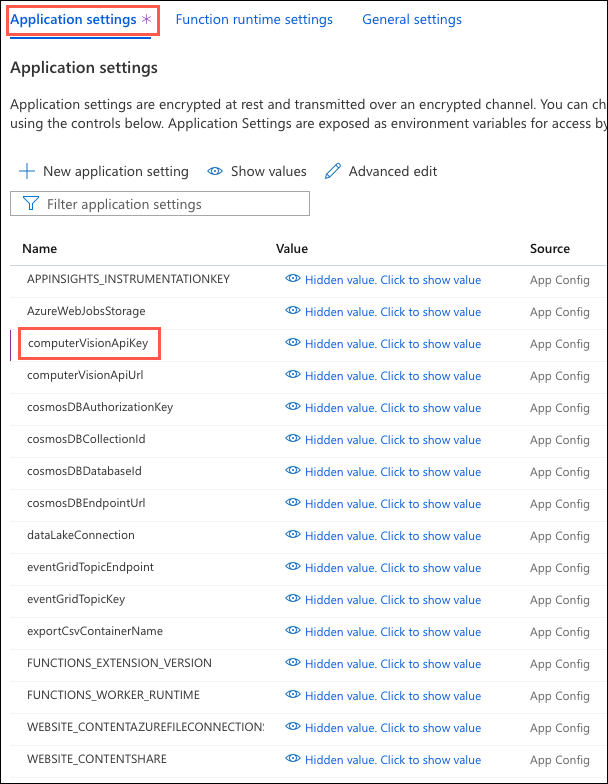 Application settings * Function runtime settings General settings
Application settings
Application settings are encrypted at rest and transmitted over an encrypted channel. You can ch
using the controls below. Application Settings are exposed as environment variables for access by
New application setting Show values Advanced edit
Filter application settings
Name Value Source
APPINSIGHTS_INSTRUMENTATIONKEY Hidden value. Click to show value App Config
AzureWebJobsStorage Hidden value. Click to show value App Config
computerVisionApiKey Hidden value. Click to show value App Config
computerVisionApiUrl Hidden value. Click to show value App Config
cosmosDBAuthorizationKey Hidden value. Click to show value App Config
cosmosDBCollectionId Hidden value. Click to show value App Config
cosmosDBDatabaseId Hidden value. Click to show value App Config
cosmosDBEndpointUrl Hidden value. Click to show value App Config
dataLakeConnection Hidden value. Click to show value App Config
eventGridTopicEndpoint Hidden value. Click to show value App Config
eventGridTopicKey Hidden value. Click to show value App Config
exportCsvContainerName Hidden value. Click to show value App Config
FUNCTIONS_EXTENSION_VERSION Hidden value. Click to show value App Config
FUNCTIONS_WORKER_RUNTIME Hidden value. Click to show value App Config
WEBSITE_CONTENTAZUREFILECONNECTIONS Hidden value. Click to show value App Config
WEBSITE_CONTENTSHARE Hidden value. Click to show value App Config